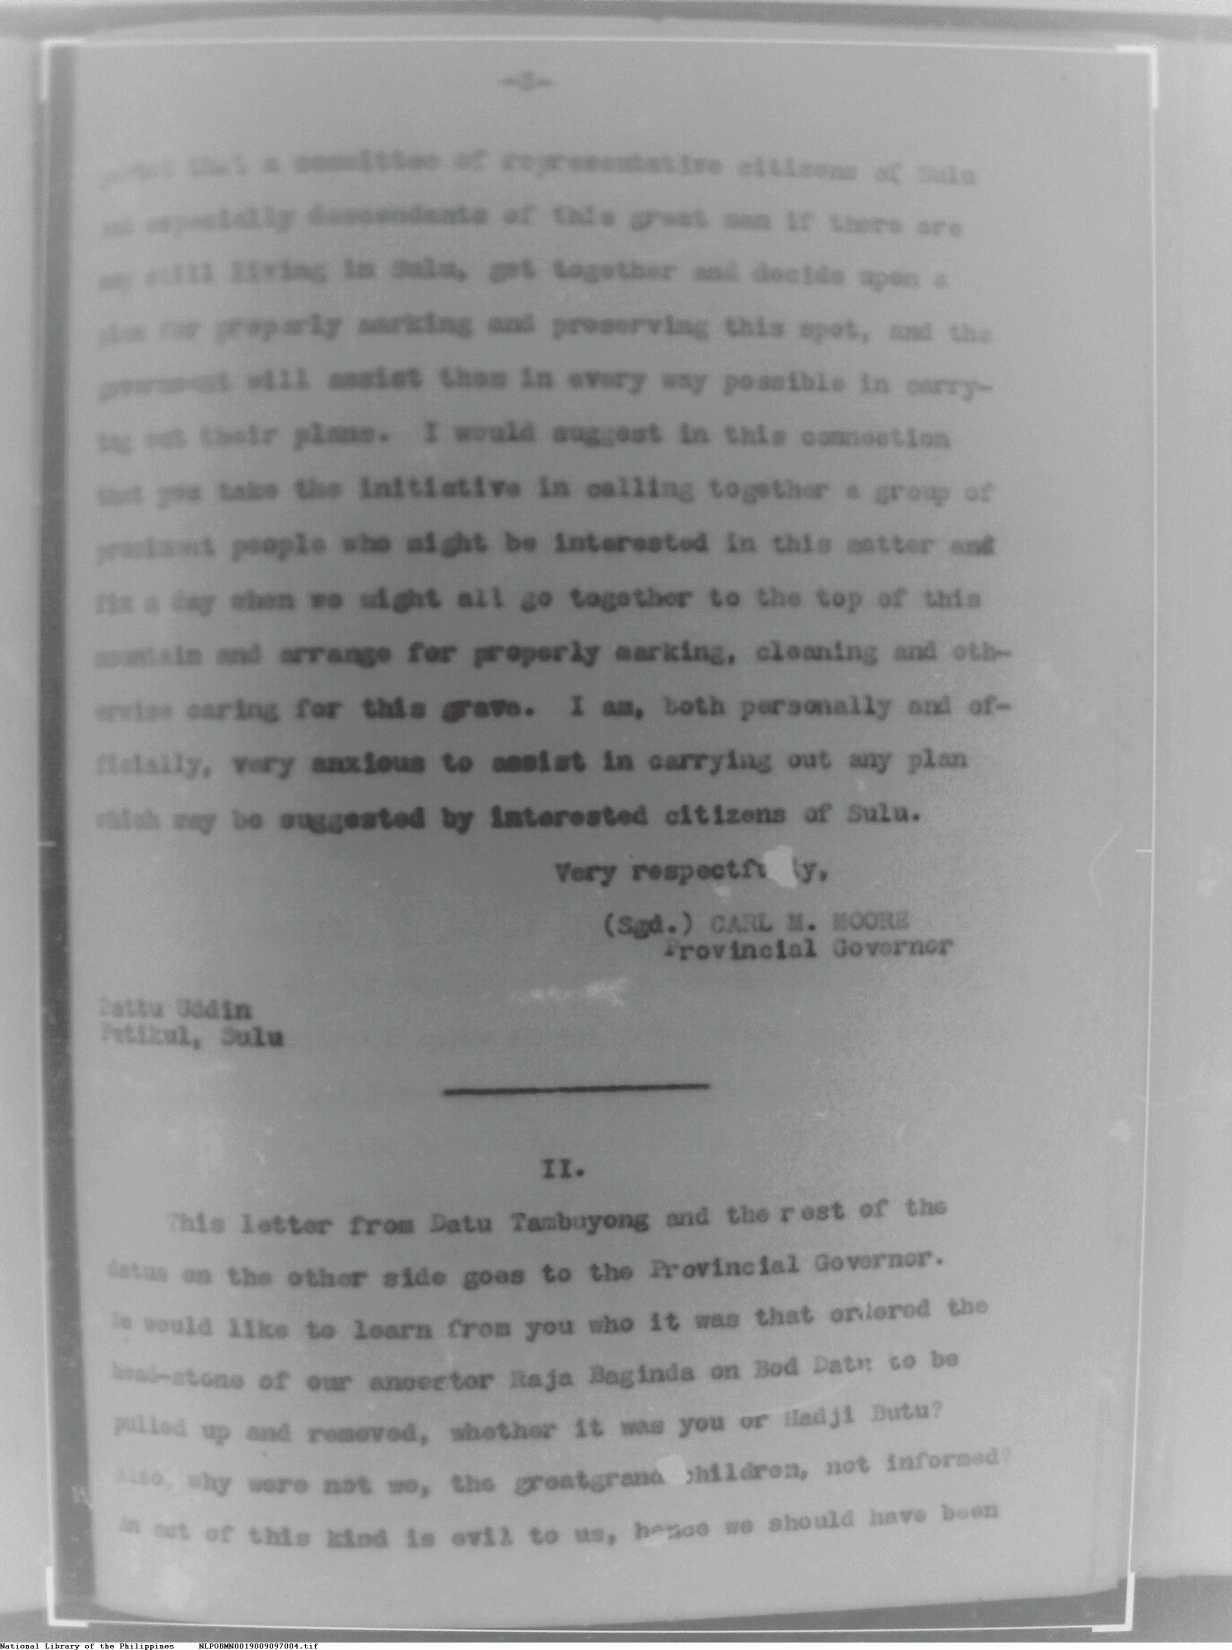 that a committee of representative citizens of Sulu
and especially descendants of this great man if there are
any still living in Sulu, get together and decide upon a
plan for properly marking and preserving this spot, and the
government will assist them in every way possible in carry-
ing out their plans. I would suggest in this connection
that you take the initiative in calling together a group of
prominent people who might be interested in this matter and
fix a day when we might all go together to the top of this
mountain and arrange for properly marking, cleaning and oth-
erwise caring for this grave. I am, both personally and of-
ficially, very anxious to assist in carrying out any plan
which may be suggested by interested citizens of Sulu.
Very respectf y,
(Sgd.) CARL M. MOORE
Provincial Governor
Dattu Uddin
Patikul, Sulu
II.
This letter from Datu Tambuyong and the rest of the
datus on the other side goes to the Provincial Governor.
We would like to learn from you who it was that ordered the
head-stone of our ancestor Raja Baginda on Bod Datu to be
pulled up and removed, whether it was you or Hadji Butu?
Also, why were not we, the greatgrand children, not informed?
An act of this kind is evil to us, hence we should have been
National Library of the Philippines NLPOBMN0019009097004.tif